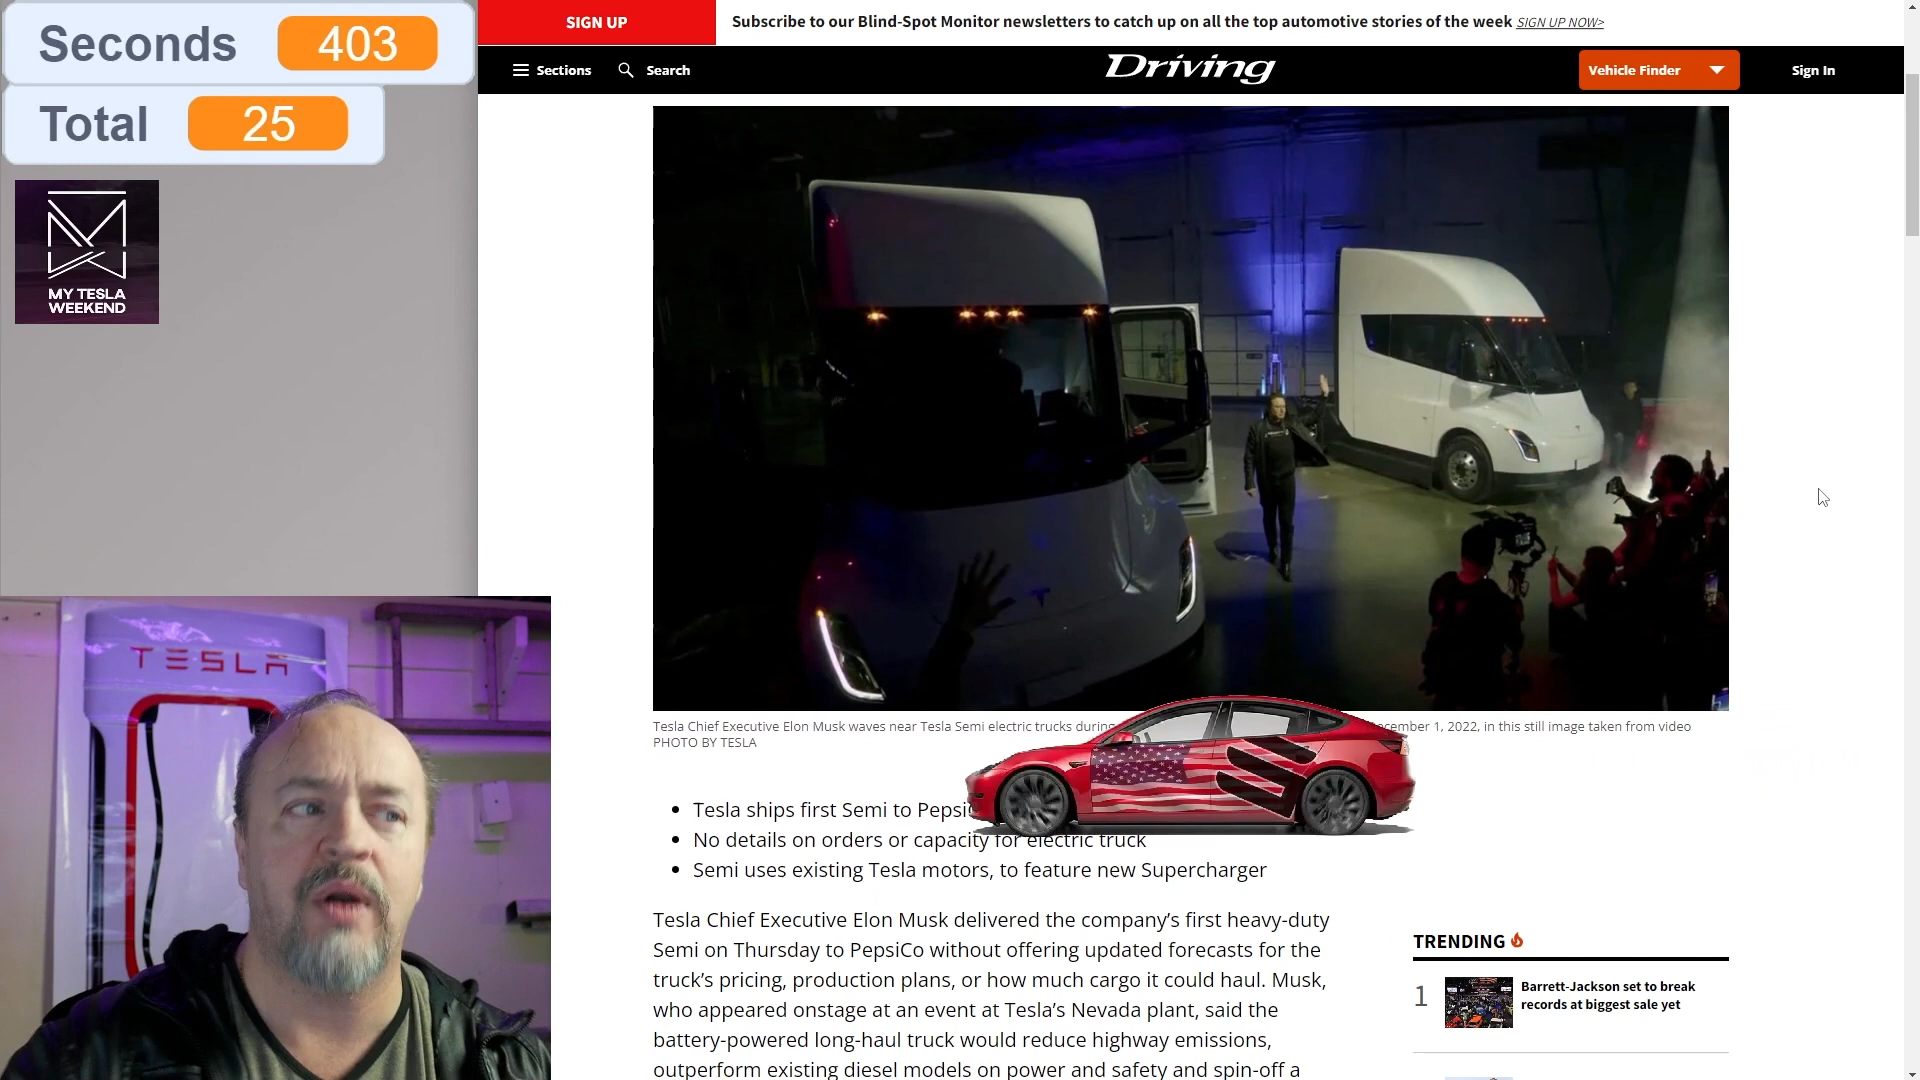 Seconds 403
Total 25
MY TESLA
WEEKEND
TESLA
SIGN UP
Subscribe to our Blind-Spot Monitor newsletters to catch up on all the top automotive stories of the week SIGN UP NOW>
Sections
Search
Driving
Vehicle Finder
Sign In
Tesla Chief Executive Elon Musk waves near Tesla Semi electric trucks during
ecember 1, 2022, in this still image taken from video
PHOTO BY TESLA
• Tesla ships first Semi to Pepsi
• No details on orders or capacity for electric truck
• Semi uses existing Tesla motors, to feature new Supercharger
Tesla Chief Executive Elon Musk delivered the company’s first heavy-duty
Semi on Thursday to PepsiCo without offering updated forecasts for the
truck’s pricing, production plans, or how much cargo it could haul. Musk,
who appeared onstage at an event at Tesla’s Nevada plant, said the
battery-powered long-haul truck would reduce highway emissions,
outperform existing diesel models on power and safety and spin-off a
TRENDING
1
Barrett-Jackson set to break
records at biggest sale yet